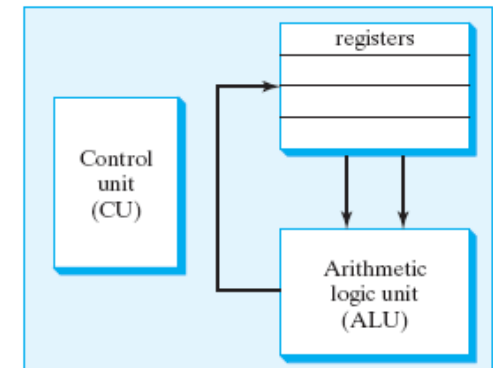 registers
Control
unit
(CU)
Arithmetic
logic unit
(ALU)